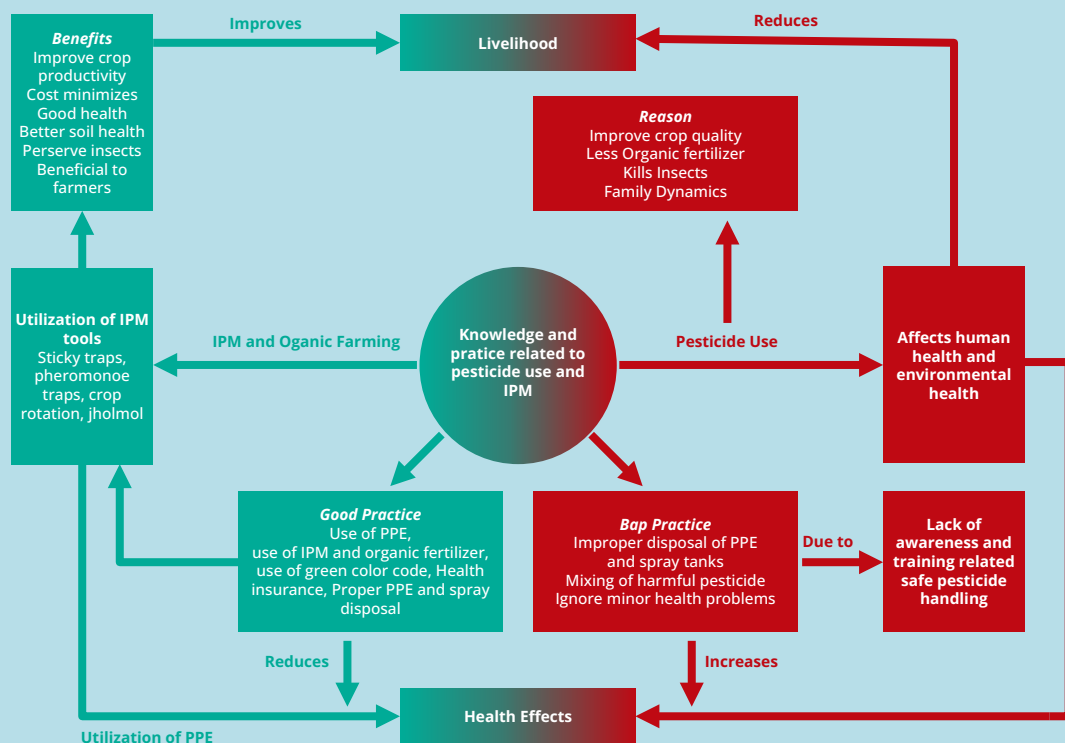 Improves
Reduces
Benefits
Improve crop
productivity
Cost minimizes
Good health
Better soil health
Perserve insects
Beneficial to
farmers
Livelihood
Reason
Improve crop quality
Less Organic fertilizer
Kills Insects
Family Dynamics
Utilization of IPM
tools
Sticky traps,
pheromonoe
traps, crop
rotation, jholmol
IPM and Oganic Farming
Knowledge and
pratice related to
pesticide use and
IPM
Pesticide Use
Affects human
health and
environmental
health
Good Practice
Use of PPE,
use of IPM and organic fertilizer,
use of green color code, Health
insurance, Proper PPE and spray
disposal
Bap Practice
Improper disposal of PPE
and spray tanks
Mixing of harmful pesticide
Ignore minor health problems
Due to
Lack of
awareness and
training related
safe pesticide
handling
Reduces
Increases
Health Effects
Utilization of PPE